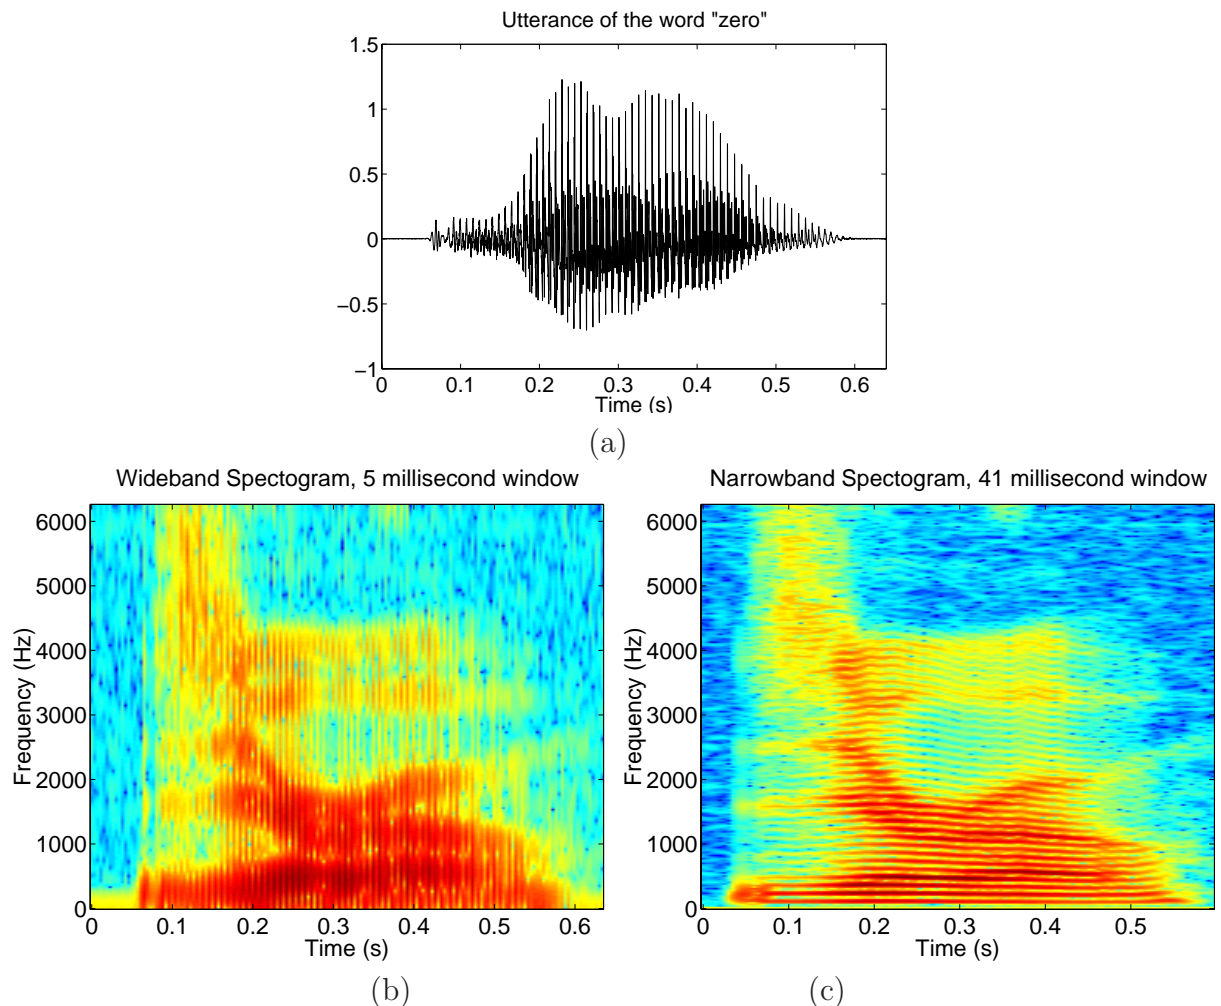 Utterance of the word "zero"
1.5
1
0.5
0
−0.5
−1
0 0.1 0.2 0.3 0.4 0.5 0.6
Time (s)
(a)
Wideband Spectogram, 5 millisecond window
Frequency (Hz)
6000
5000
4000
3000
2000
1000
0
0 0.1 0.2 0.3 0.4 0.5 0.6
Time (s)
(b)
Narrowband Spectogram, 41 millisecond window
Frequency (Hz)
6000
5000
4000
3000
2000
1000
0
0 0.1 0.2 0.3 0.4 0.5
Time (s)
(c)